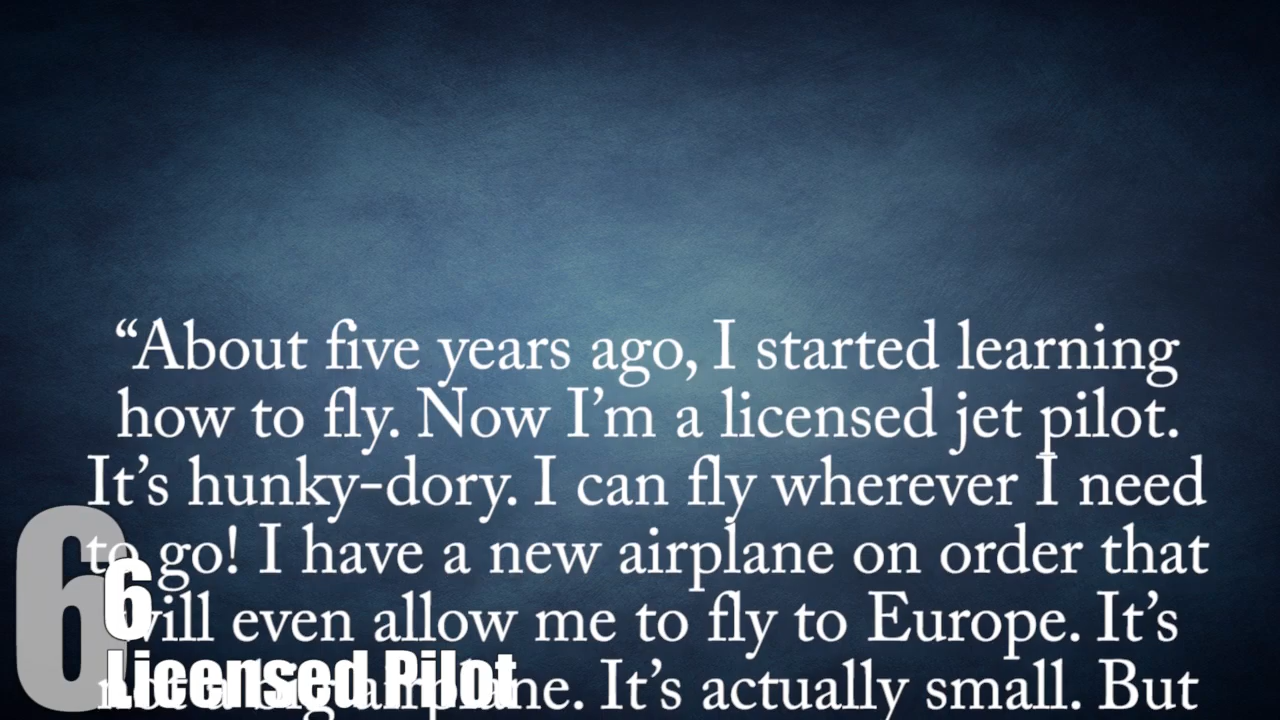 “About five years ago, I started learning
how to fly. Now I’m a licensed jet pilot.
It’s hunky-dory. I can fly wherever I need
to go! I have a new airplane on order that
will even allow me to fly to Europe. It’s
not a big airplane. It’s actually small. But
6
6
Licensed Pilot